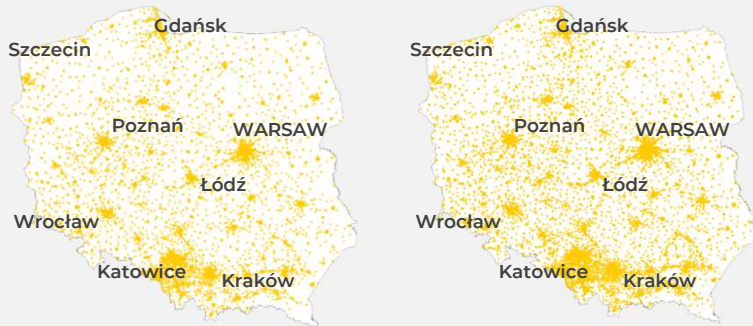 Gdańsk
Szczecin
Poznań
WARSAW
Łódź
Wrocław
Katowice
Kraków
Gdańsk
Szczecin
Poznań
WARSAW
Łódź
Wrocław
Katowice
Kraków